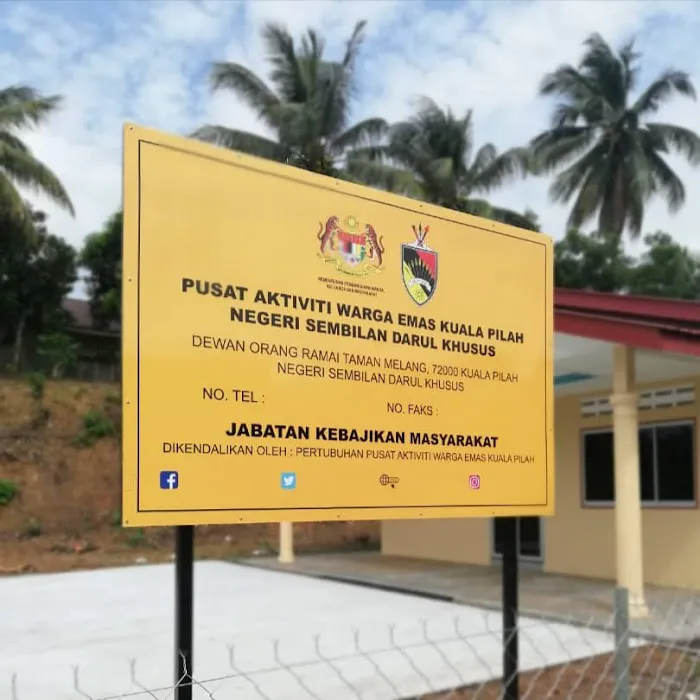 PUSAT AKTIVITI WARGA EMAS KUALA PILAH
NEGERI SEMBILAN DARUL KHUSUS
DEWAN ORANG RAMAI TAMAN MELANG, 72000 KUALA PILAH
NEGERI SEMBILAN DARUL KHUSUS
NO. TEL :
NO. FAKS :
JABATAN KEBAJIKAN MASYARAKAT
DIKENDALIKAN OLEH : PERTUBUHAN PUSAT AKTIVITI WARGA EMAS KUALA PILAH